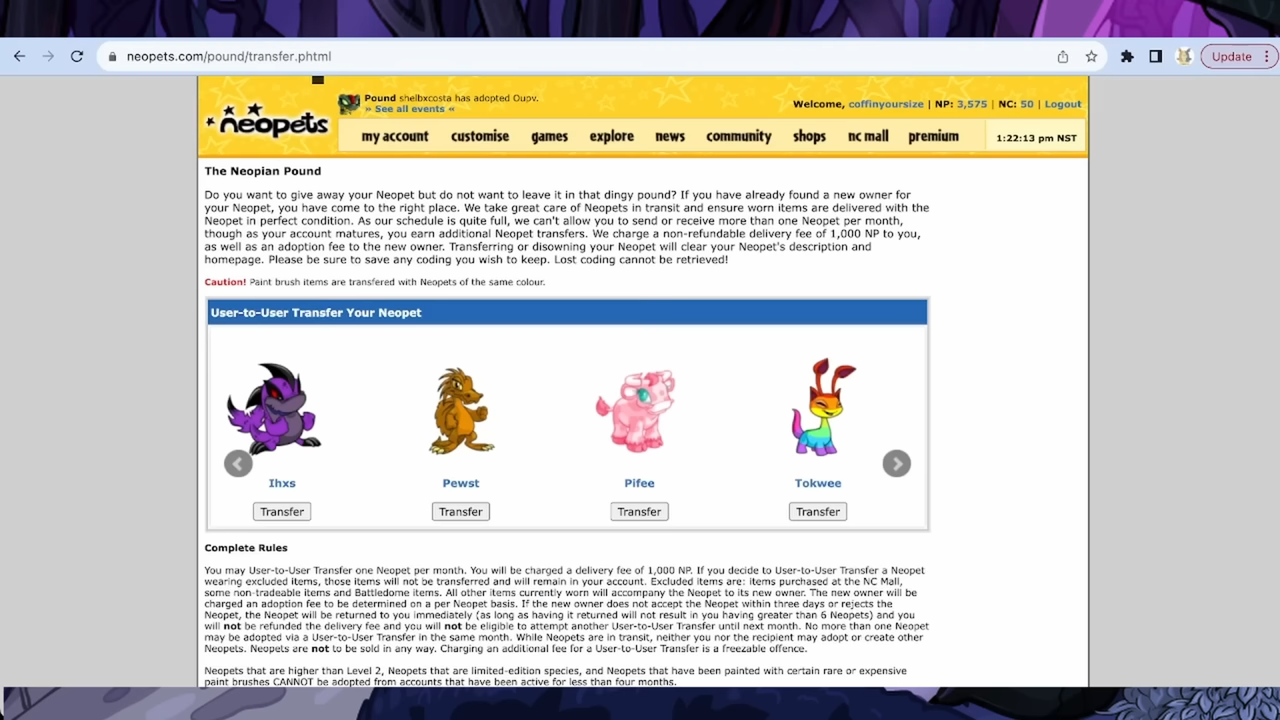 neopets.com/pound/transfer.phtml
Update
Pound shelbxcosta has adopted Oupv.
» See all events «
Welcome, coffinyoursize | NP: 3,575 | NC: 50 | Logout
neopets
my account customise games explore news community shops nc mall premium
1:22:13 pm NST
The Neopian Pound
Do you want to give away your Neopet but do not want to leave it in that dingy pound? If you have already found a new owner for
your Neopet, you have come to the right place. We take great care of Neopets in transit and ensure worn items are delivered with the
Neopet in perfect condition. As our schedule is quite full, we can't allow you to send or receive more than one Neopet per month,
though as your account matures, you earn additional Neopet transfers. We charge a non-refundable delivery fee of 1,000 NP to you,
as well as an adoption fee to the new owner. Transferring or disowning your Neopet will clear your Neopet's description and
homepage. Please be sure to save any coding you wish to keep. Lost coding cannot be retrieved!
Caution! Paint brush items are transfered with Neopets of the same colour.
User-to-User Transfer Your Neopet
Ihxs Pewst Pifee Tokwee
Transfer Transfer Transfer Transfer
Complete Rules
You may User-to-User Transfer one Neopet per month. You will be charged a delivery fee of 1,000 NP. If you decide to User-to-User Transfer a Neopet
wearing excluded items, those items will not be transferred and will remain in your account. Excluded items are: items purchased at the NC Mall,
some non-tradeable items and Battledome items. All other items currently worn will accompany the Neopet to its new owner. The new owner will be
charged an adoption fee to be determined on a per Neopet basis. If the new owner does not accept the Neopet within three days or rejects the
Neopet, the Neopet will be returned to you immediately (as long as having it returned will not result in you having greater than 6 Neopets) and you
will not be refunded the delivery fee and you will not be eligible to attempt another User-to-User Transfer until next month. No more than one Neopet
may be adopted via a User-to-User Transfer in the same month. While Neopets are in transit, neither you nor the recipient may adopt or create other
Neopets. Neopets are not to be sold in any way. Charging an additional fee for a User-to-User Transfer is a freezable offence.
Neopets that are higher than Level 2, Neopets that are limited-edition species, and Neopets that have been painted with certain rare or expensive
paint brushes CANNOT be adopted from accounts that have been active for less than four months.